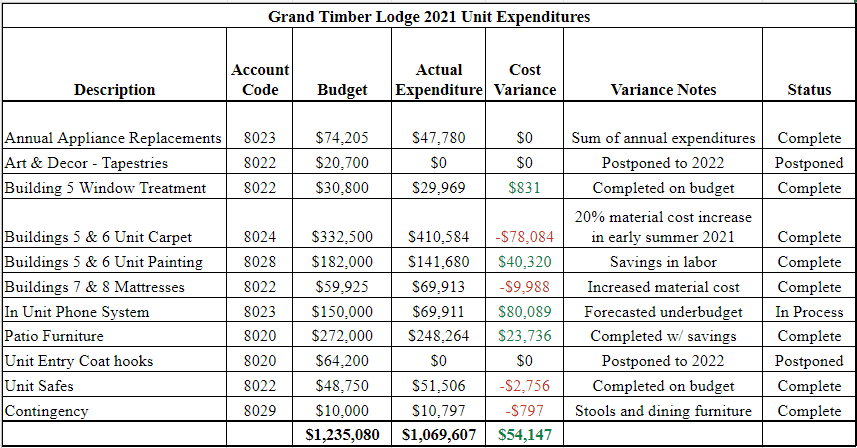 Grand Timber Lodge 2021 Unit Expenditures
Description Account Code Budget Actual Expenditure Cost Variance Variance Notes Status
Annual Appliance Replacements 8023 $74,205 $47,780 $0 Sum of annual expenditures Complete
Art & Decor - Tapestries 8022 $20,700 $0 $0 Postponed to 2022 Postponed
Building 5 Window Treatment 8022 $30,800 $29,969 $831 Completed on budget Complete
Buildings 5 & 6 Unit Carpet 8024 $332,500 $410,584 -$78,084 20% material cost increase in early summer 2021 Complete
Buildings 5 & 6 Unit Painting 8028 $182,000 $141,680 $40,320 Savings in labor Complete
Buildings 7 & 8 Mattresses 8022 $59,925 $69,913 -$9,988 Increased material cost Complete
In Unit Phone System 8023 $150,000 $69,911 $80,089 Forecasted underbudget In Process
Patio Furniture 8020 $272,000 $248,264 $23,736 Completed w/ savings Complete
Unit Entry Coat hooks 8020 $64,200 $0 $0 Postponed to 2022 Postponed
Unit Safes 8022 $48,750 $51,506 -$2,756 Completed on budget Complete
Contingency 8029 $10,000 $10,797 -$797 Stools and dining furniture Complete
$1,235,080 $1,069,607 $54,147